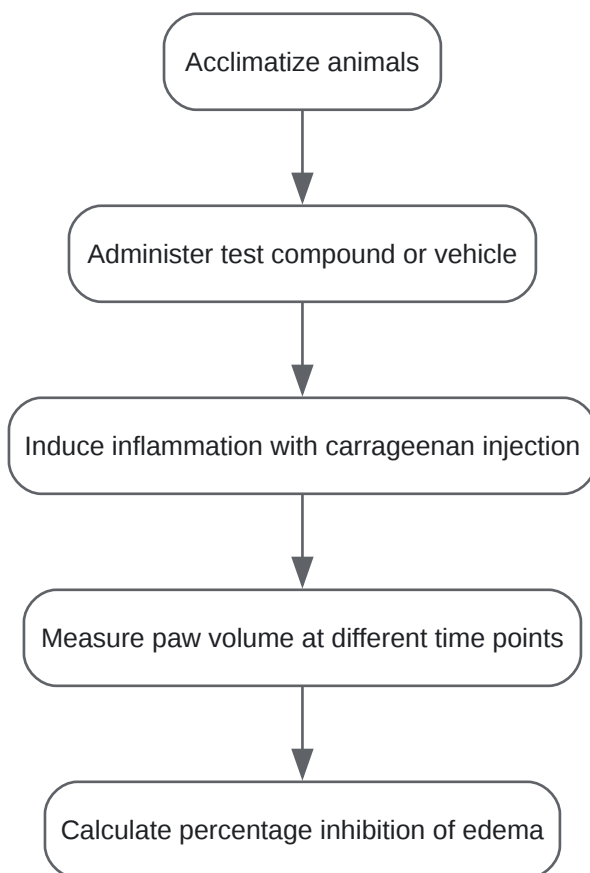 Acclimatize animals
Administer test compound or vehicle
Induce inflammation with carrageenan injection
Measure paw volume at different time points
Calculate percentage inhibition of edema